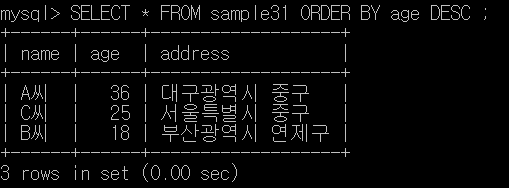 mysql> SELECT * FROM sample31 ORDER BY age DESC ;
+------+------+---------------------+
| name | age | address |
+------+------+---------------------+
| A씨 | 36 | 대구광역시 중구 |
| C씨 | 25 | 서울특별시 중구 |
| B씨 | 18 | 부산광역시 연제구 |
+------+------+---------------------+
3 rows in set (0.00 sec)